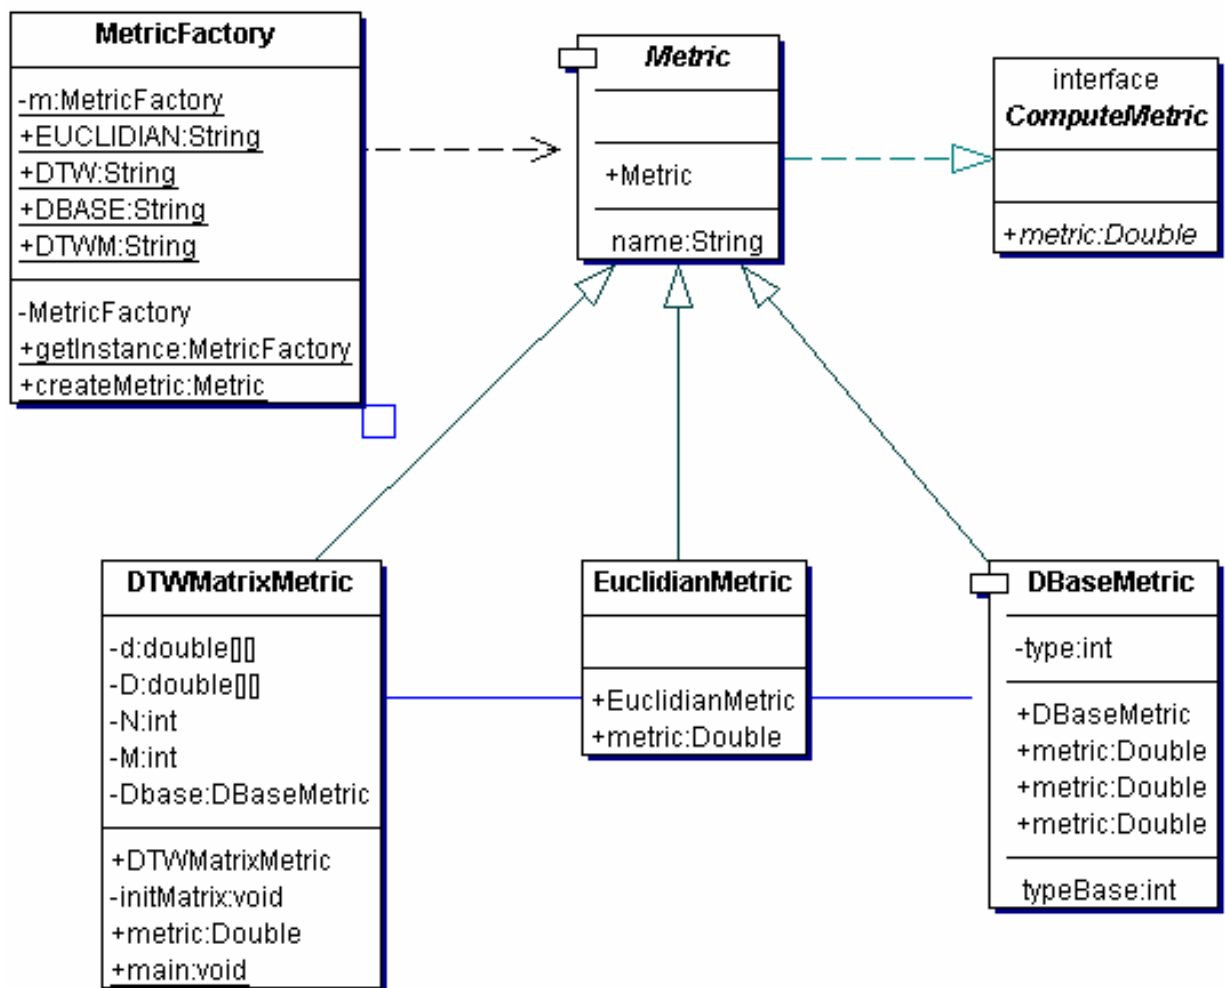 MetricFactory
-m:MetricFactory
+EUCLIDIAN:String
+DTW:String
+DBASE:String
+DTWM:String
-MetricFactory
+getInstance:MetricFactory
+createMetric:Metric
Metric
+Metric
name:String
interface
ComputeMetric
+metric:Double
DTWMatrixMetric
-d:double[][]
-D:double[][]
-N:int
-M:int
-Dbase:DBaseMetric
+DTWMatrixMetric
-initMatrix:void
+metric:Double
+main:void
EuclidianMetric
+EuclidianMetric
+metric:Double
DBaseMetric
-type:int
+DBaseMetric
+metric:Double
+metric:Double
+metric:Double
typeBase:int